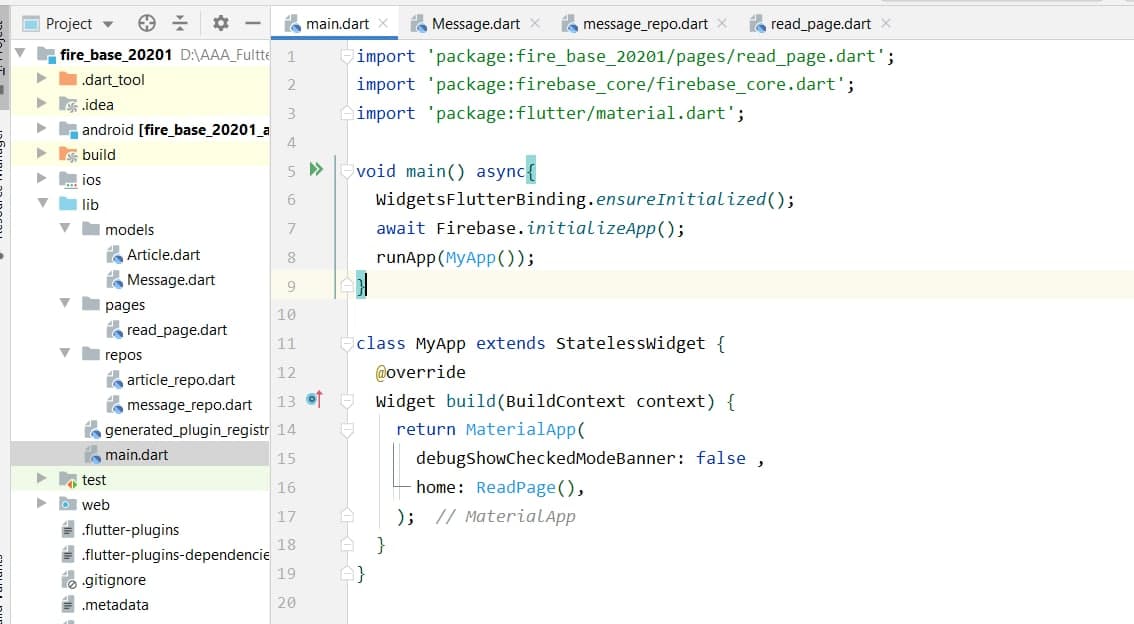 Project
main.dart
Message.dart
message_repo.dart
read_page.dart
fire_base_20201 D:\AAA_Fultte
.dart_tool
.idea
android [fire_base_20201_a
build
ios
lib
models
Article.dart
Message.dart
pages
read_page.dart
repos
article_repo.dart
message_repo.dart
generated_plugin_registr
main.dart
test
web
.flutter-plugins
.flutter-plugins-dependencie
.gitignore
.metadata
1 import 'package:fire_base_20201/pages/read_page.dart';
2 import 'package:firebase_core/firebase_core.dart';
3 import 'package:flutter/material.dart';
4
5 void main() async{
6 WidgetsFlutterBinding.ensureInitialized();
7 await Firebase.initializeApp();
8 runApp(MyApp());
9 }
10
11 class MyApp extends StatelessWidget {
12 @override
13 Widget build(BuildContext context) {
14 return MaterialApp(
15 debugShowCheckedModeBanner: false ,
16 home: ReadPage(),
17 ); // MaterialApp
18 }
19 }
20